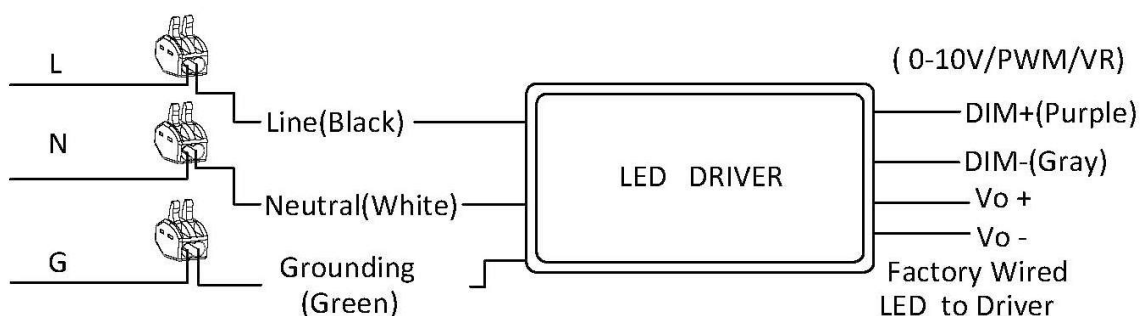 L
Line(Black)
N
Neutral(White)
G
Grounding
(Green)
LED DRIVER
( 0-10V/PWM/VR)
DIM+(Purple)
DIM-(Gray)
Vo +
Vo -
Factory Wired
LED to Driver